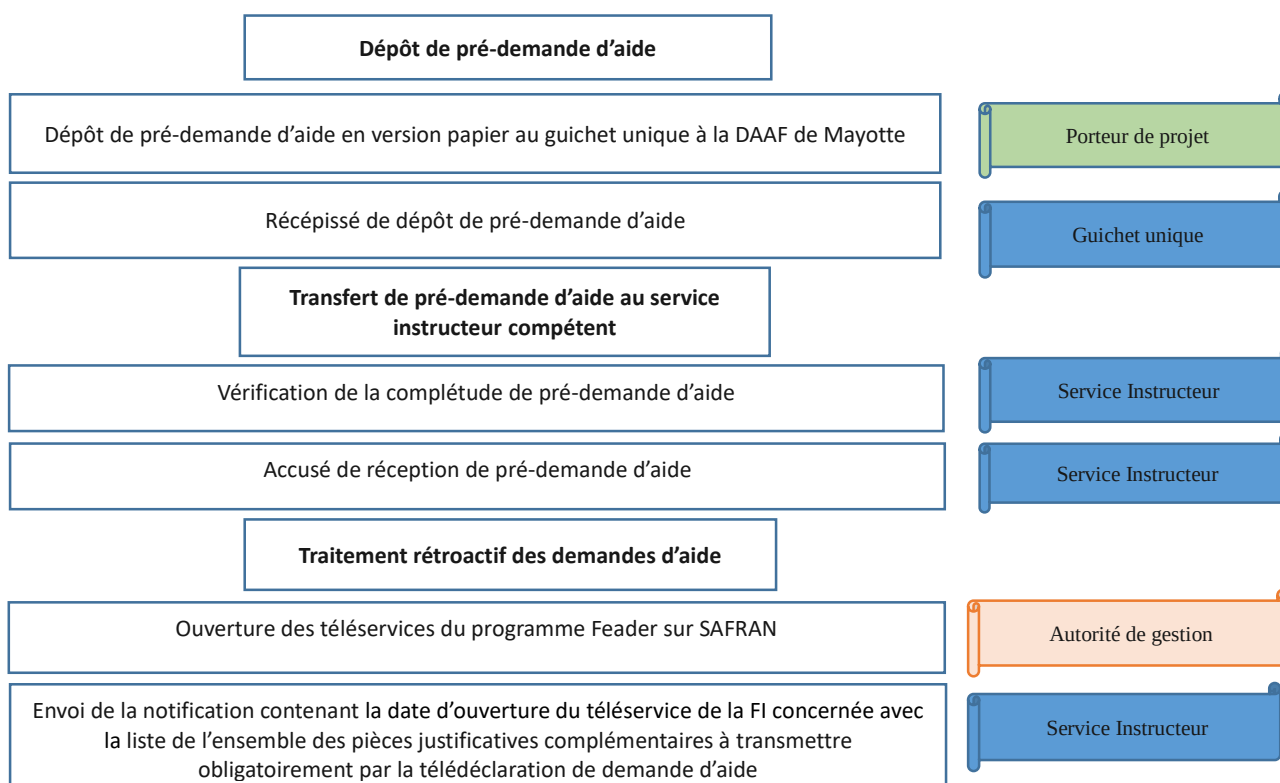 Dépôt de pré-demande d’aide
Dépôt de pré-demande d’aide en version papier au guichet unique à la DAAF de Mayotte
Porteur de projet
Récépissé de dépôt de pré-demande d’aide
Guichet unique
Transfert de pré-demande d’aide au service
instructeur compétent
Vérification de la complétude de pré-demande d’aide
Service Instructeur
Accusé de réception de pré-demande d’aide
Service Instructeur
Traitement rétroactif des demandes d’aide
Ouverture des téléservices du programme Feader sur SAFRAN
Autorité de gestion
Envoi de la notification contenant la date d’ouverture du téléservice de la FI concernée avec
la liste de l’ensemble des pièces justificatives complémentaires à transmettre
obligatoirement par la télédéclaration de demande d’aide
Service Instructeur